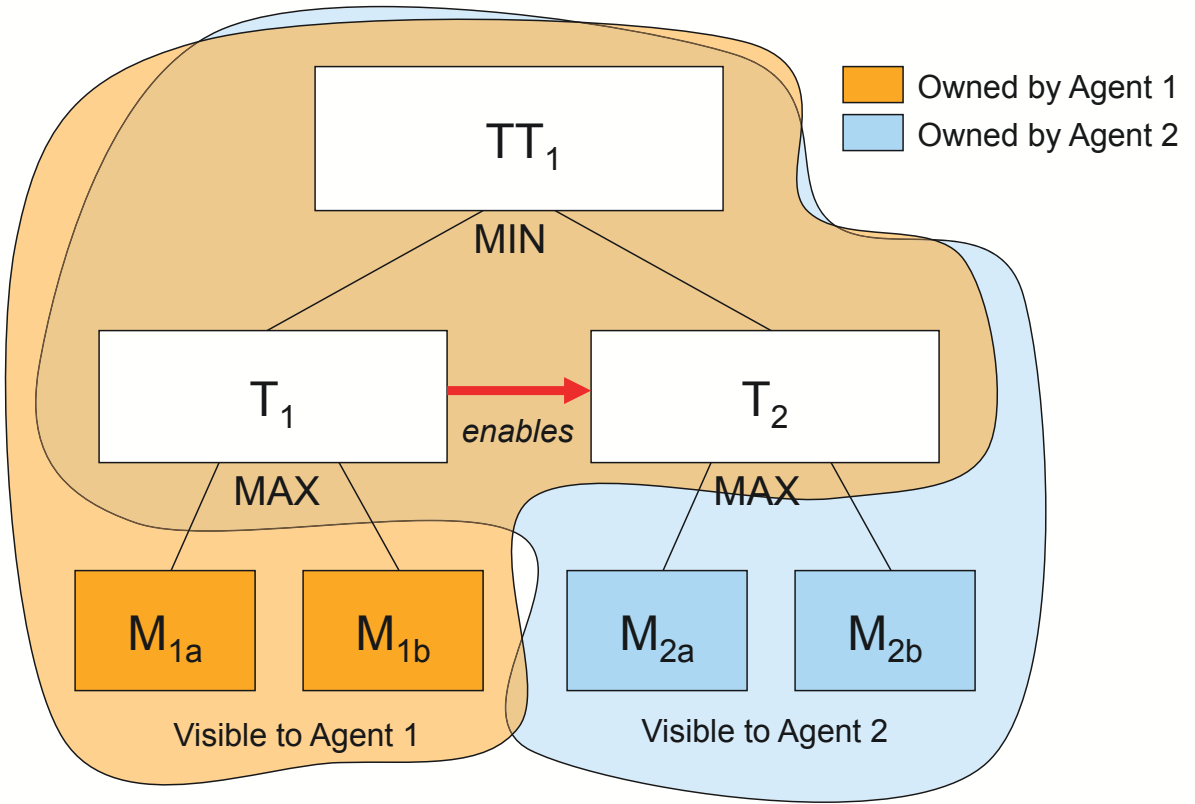 TT1
Owned by Agent 1
Owned by Agent 2
MIN
T1
enables
T2
MAX
MAX
M1a
M1b
M2a
M2b
Visible to Agent 1
Visible to Agent 2